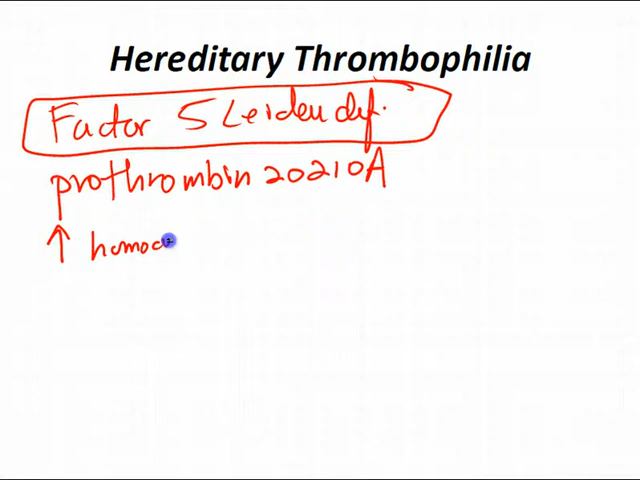 Hereditary Thrombophilia
Factor 5 Leiden def.
prothrombin 20210A
↑ homoc